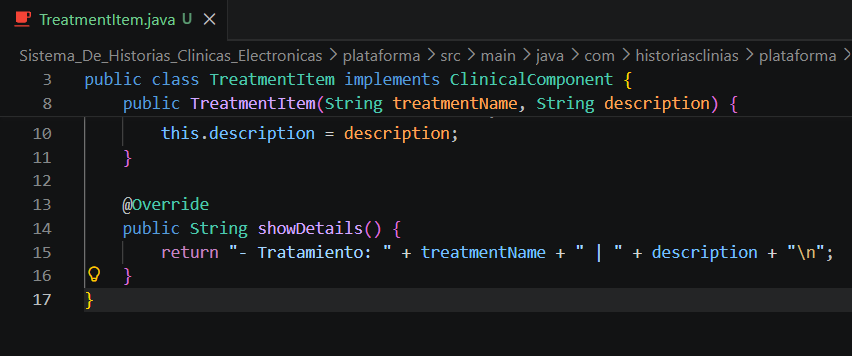 TreatmentItem.java U
Sistema_De_Historias_Clinicas_Electronicas > plataforma > src > main > java > com > historiasclinias > plataforma >
3 public class TreatmentItem implements ClinicalComponent {
8 public TreatmentItem(String treatmentName, String description) {
10 this.description = description;
11 }
12
13 @Override
14 public String showDetails() {
15 return "- Tratamiento: " + treatmentName + " | " + description + "\n";
16 }
17 }